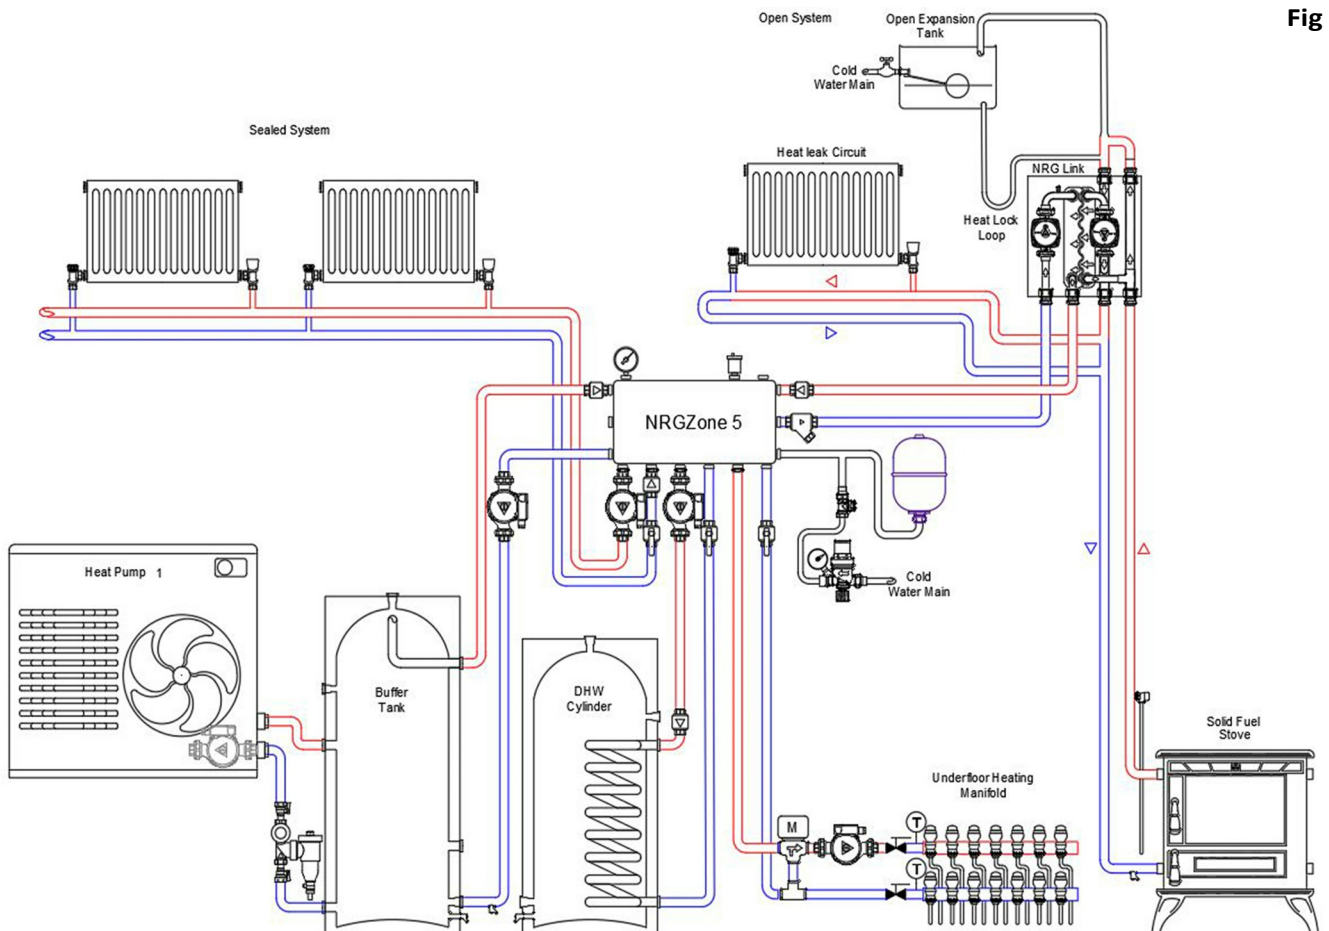 Fig
Open System
Open Expansion
Tank
Cold
Water Main
Sealed System
Heat leak Circuit
NRG Link
Heat Lock
Loop
NRGZone 5
Heat Pump 1
Cold
Water Main
Buffer
Tank
DHW
Cylinder
Solid Fuel
Stove
Underfloor Heating
Manifold
M
T
T
T